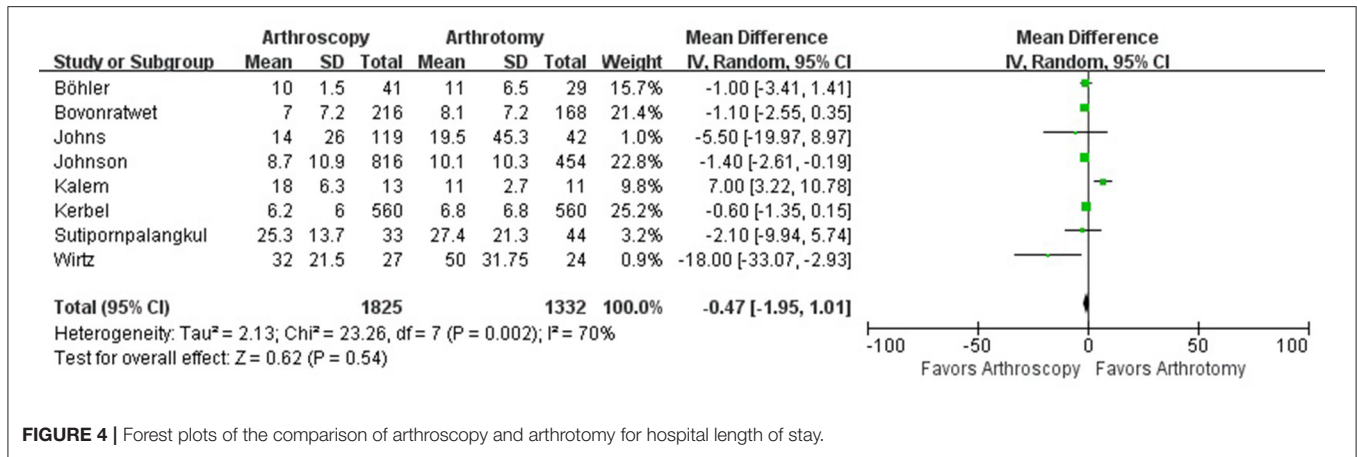 Arthroscopy Arthrotomy Mean Difference Mean Difference
Study or Subgroup Mean SD Total Mean SD Total Weight IV, Random, 95% CI IV, Random, 95% CI
Böhler 10 1.5 41 11 6.5 29 15.7% -1.00 [-3.41, 1.41]
Bovonratwet 7 7.2 216 8.1 7.2 168 21.4% -1.10 [-2.55, 0.35]
Johns 14 26 119 19.5 45.3 42 1.0% -5.50 [-19.97, 8.97]
Johnson 8.7 10.9 816 10.1 10.3 454 22.8% -1.40 [-2.61, -0.19]
Kalem 18 6.3 13 11 2.7 11 9.8% 7.00 [3.22, 10.78]
Kerbel 6.2 6 560 6.8 6.8 560 25.2% -0.60 [-1.35, 0.15]
Sutipornpalangkul 25.3 13.7 33 27.4 21.3 44 3.2% -2.10 [-9.94, 5.74]
Wirtz 32 21.5 27 50 31.75 24 0.9% -18.00 [-33.07, -2.93]
Total (95% CI) 1825 1332 100.0% -0.47 [-1.95, 1.01]
Heterogeneity: Tau² = 2.13; Chi² = 23.26, df = 7 (P = 0.002); I² = 70%
Test for overall effect: Z = 0.62 (P = 0.54)
-100 -50 0 50 100
Favors Arthroscopy Favors Arthrotomy
FIGURE 4 | Forest plots of the comparison of arthroscopy and arthrotomy for hospital length of stay.